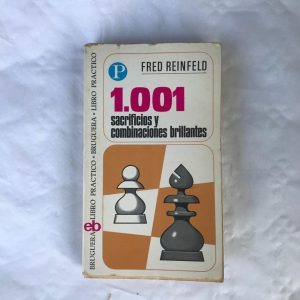 P
FRED REINFELD
1.001
sacrificios y
combinaciones brillantes
BRUGUERA • LIBRO PRACTICO • BRUGUERA • LIBRO PRACTICO
eb